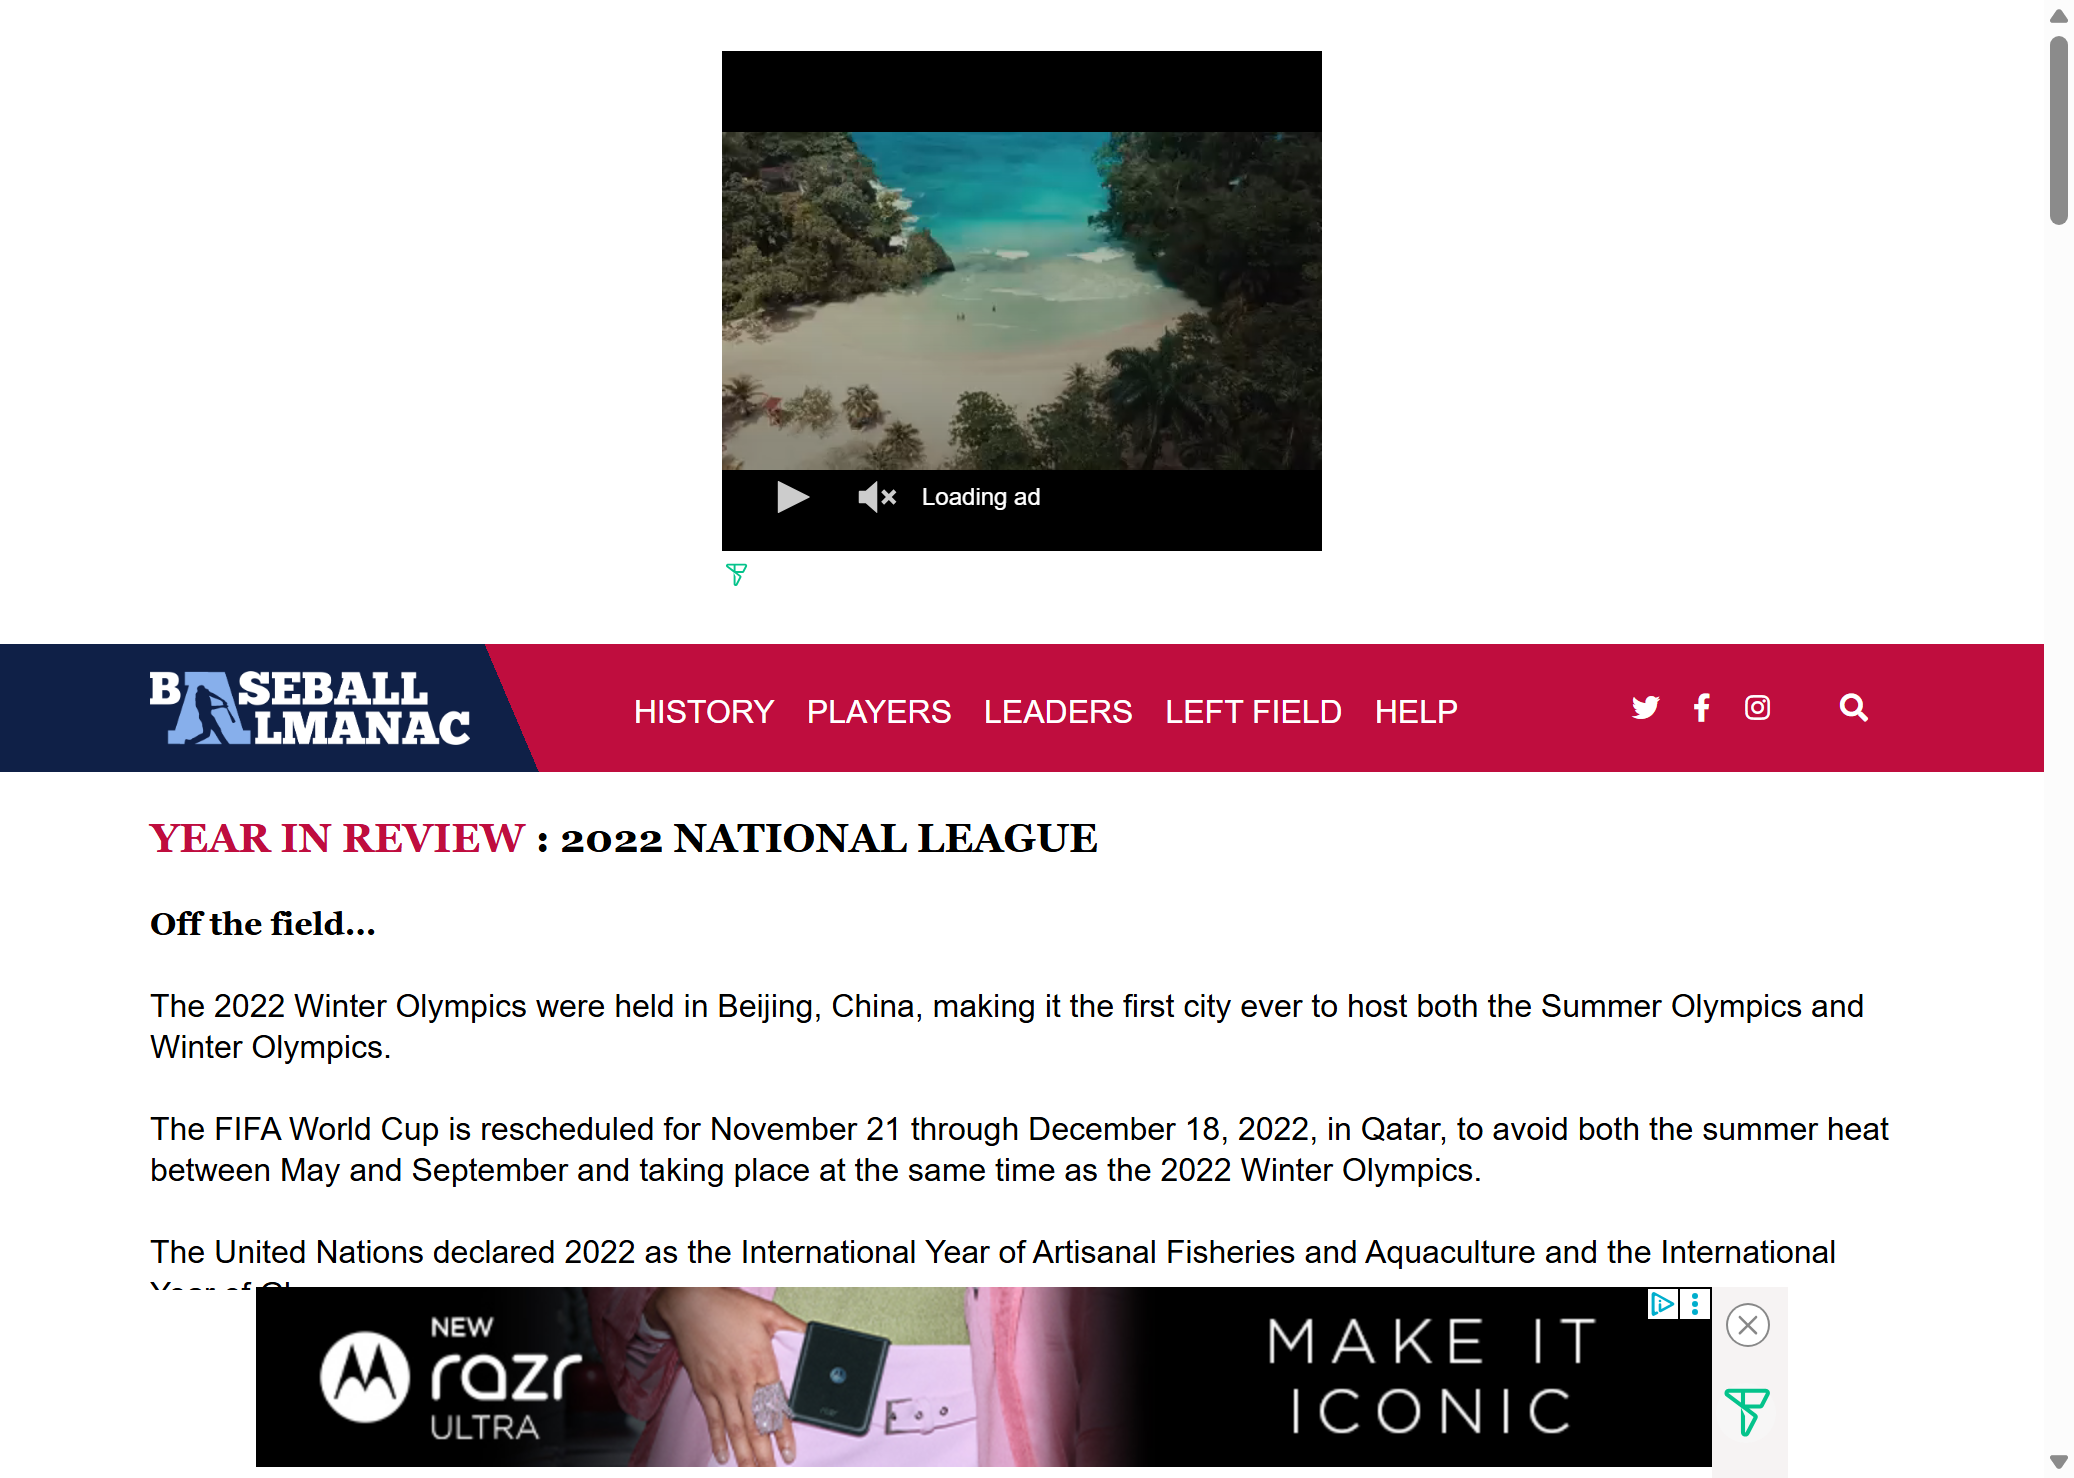 Loading ad
BASEBALL
ALMANAC
HISTORY PLAYERS LEADERS LEFT FIELD HELP
YEAR IN REVIEW : 2022 NATIONAL LEAGUE
Off the field...
The 2022 Winter Olympics were held in Beijing, China, making it the first city ever to host both the Summer Olympics and
Winter Olympics.
The FIFA World Cup is rescheduled for November 21 through December 18, 2022, in Qatar, to avoid both the summer heat
between May and September and taking place at the same time as the 2022 Winter Olympics.
The United Nations declared 2022 as the International Year of Artisanal Fisheries and Aquaculture and the International
Year of
NEW
razr
ULTRA
MAKE IT
ICONIC